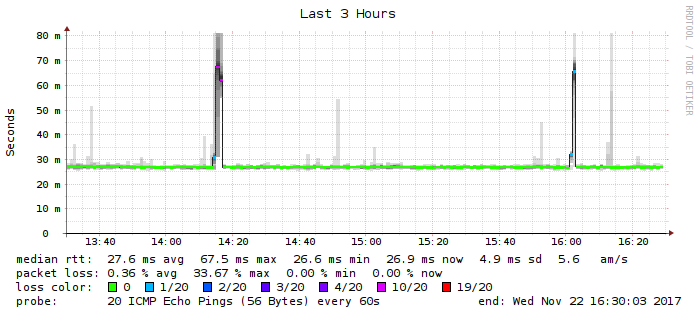 Last 3 Hours
RRDTOOL / TOBI OETIKER
Seconds
80 m
70 m
60 m
50 m
40 m
30 m
20 m
10 m
0
13:40 14:00 14:20 14:40 15:00 15:20 15:40 16:00 16:20
median rtt: 27.6 ms avg 67.5 ms max 26.6 ms min 26.9 ms now 4.9 ms sd 5.6 am/s
packet loss: 0.36 % avg 33.67 % max 0.00 % min 0.00 % now
loss color: 0 1/20 2/20 3/20 4/20 10/20 19/20
probe: 20 ICMP Echo Pings (56 Bytes) every 60s end: Wed Nov 22 16:30:03 2017